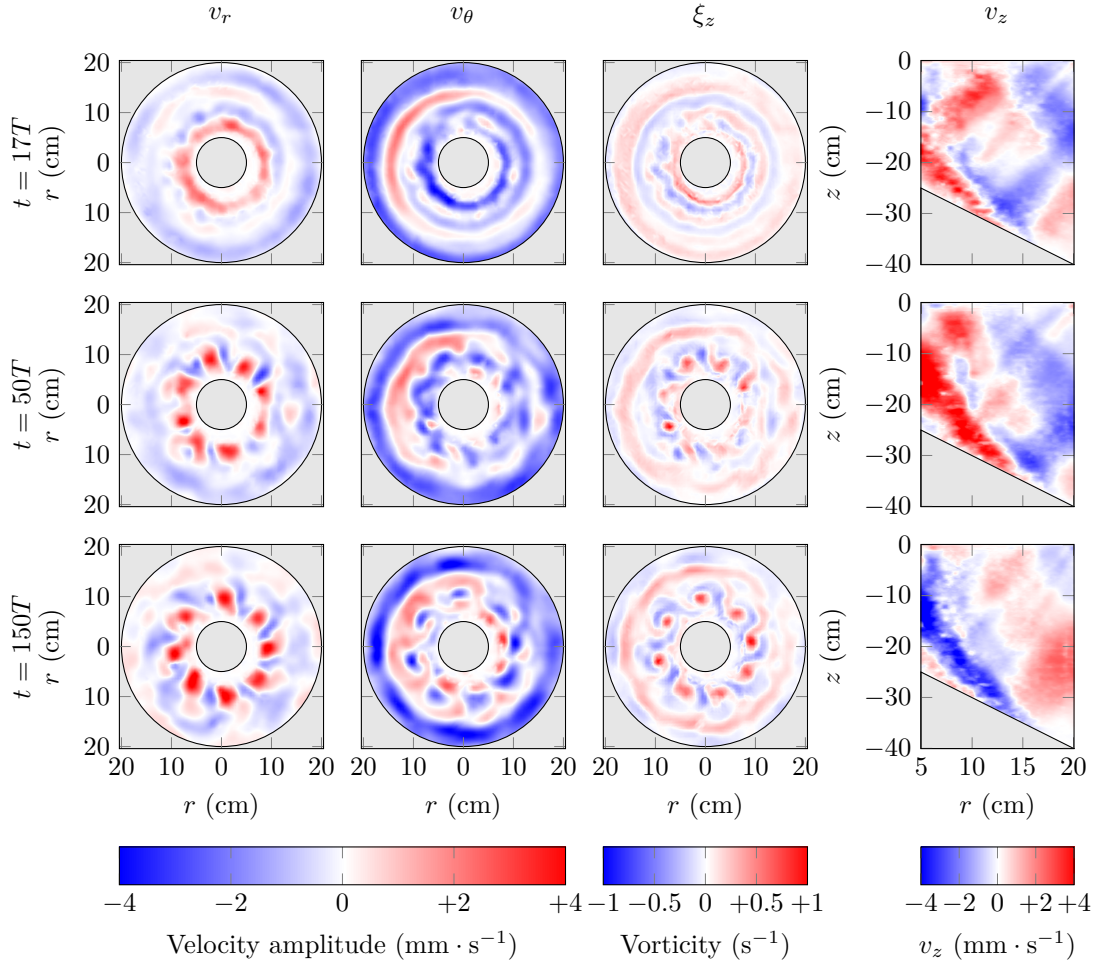 v_r v_θ ξ_z v_z
t = 17T
r (cm)
20
10
0
10
20
z (cm)
0
−10
−20
−30
−40
t = 50T
r (cm)
20
10
0
10
20
z (cm)
0
−10
−20
−30
−40
t = 150T
r (cm)
20
10
0
10
20
z (cm)
0
−10
−20
−30
−40
20 10 0 10 20 10 0 10 20 10 0 10 20 5 10 15 20
r (cm) r (cm) r (cm) r (cm)
−4 −2 0 +2 +4 −1 −0.5 0 +0.5 +1 −4 −2 0 +2 +4
Velocity amplitude (mm · s⁻¹) Vorticity (s⁻¹) v_z (mm · s⁻¹)